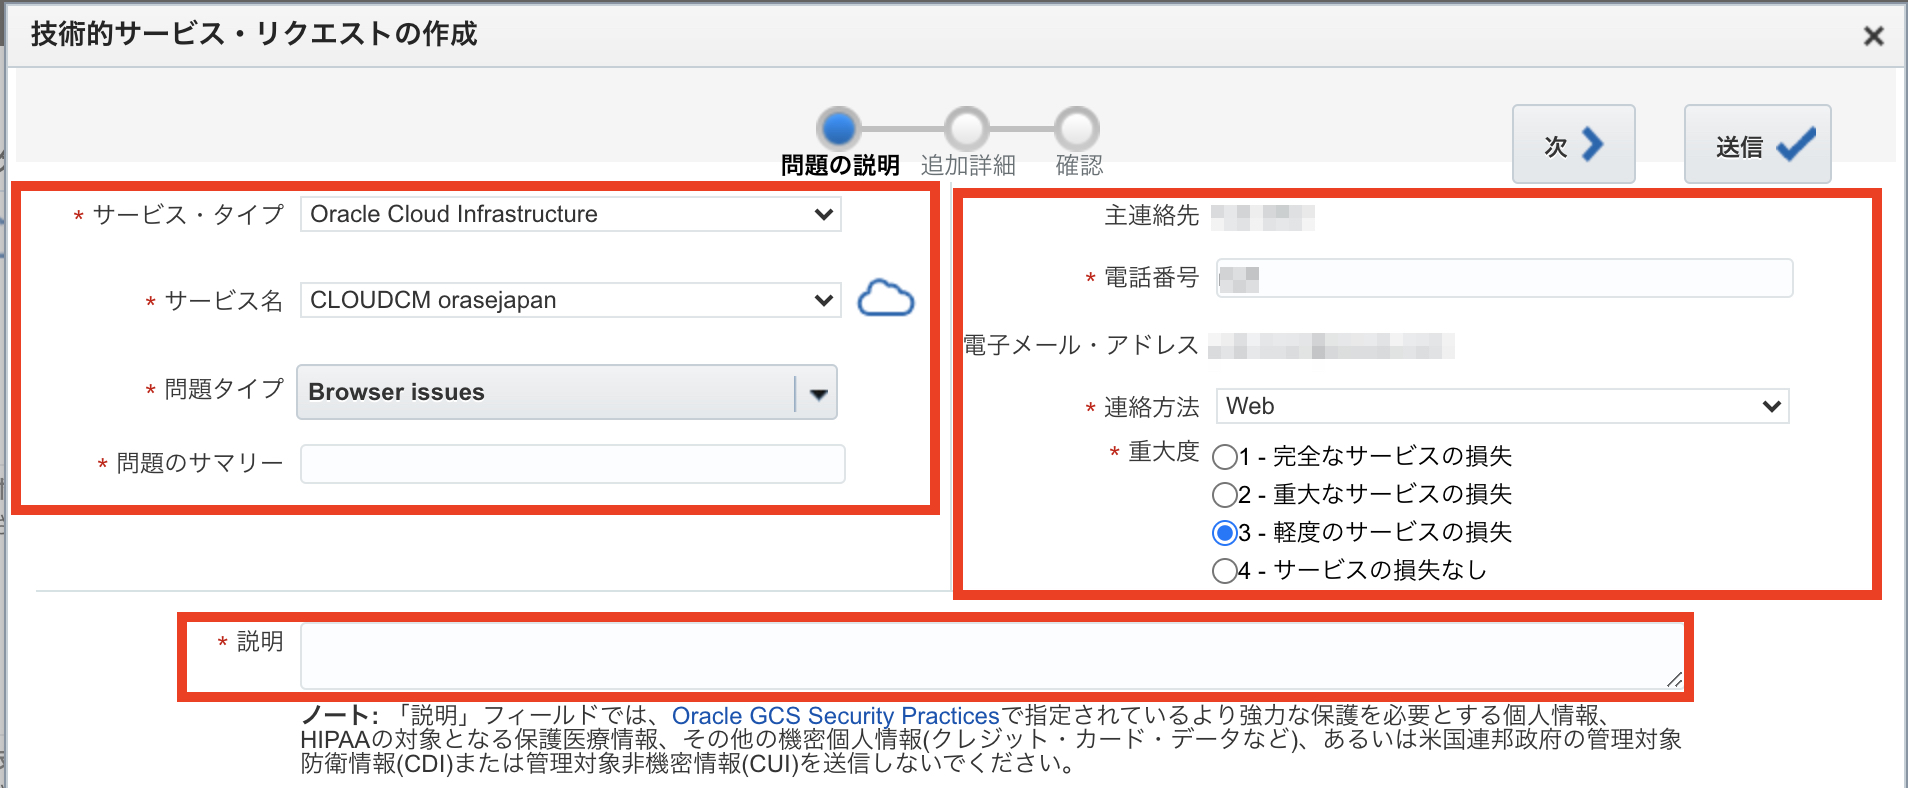 技術的サービス・リクエストの作成
問題の説明 追加詳細 確認
次
送信
* サービス・タイプ Oracle Cloud Infrastructure
* サービス名 CLOUDCM orasejapan
* 問題タイプ Browser issues
* 問題のサマリー
主連絡先
* 電話番号
電子メール・アドレス
* 連絡方法 Web
* 重大度 1 - 完全なサービスの損失
2 - 重大なサービスの損失
3 - 軽度のサービスの損失
4 - サービスの損失なし
* 説明
ノート: 「説明」フィールドでは、Oracle GCS Security Practicesで指定されているより強力な保護を必要とする個人情報、
HIPAAの対象となる保護医療情報、その他の機密個人情報(クレジット・カード・データなど)、あるいは米国連邦政府の管理対象
防衛情報(CDI)または管理対象非機密情報(CUI)を送信しないでください。